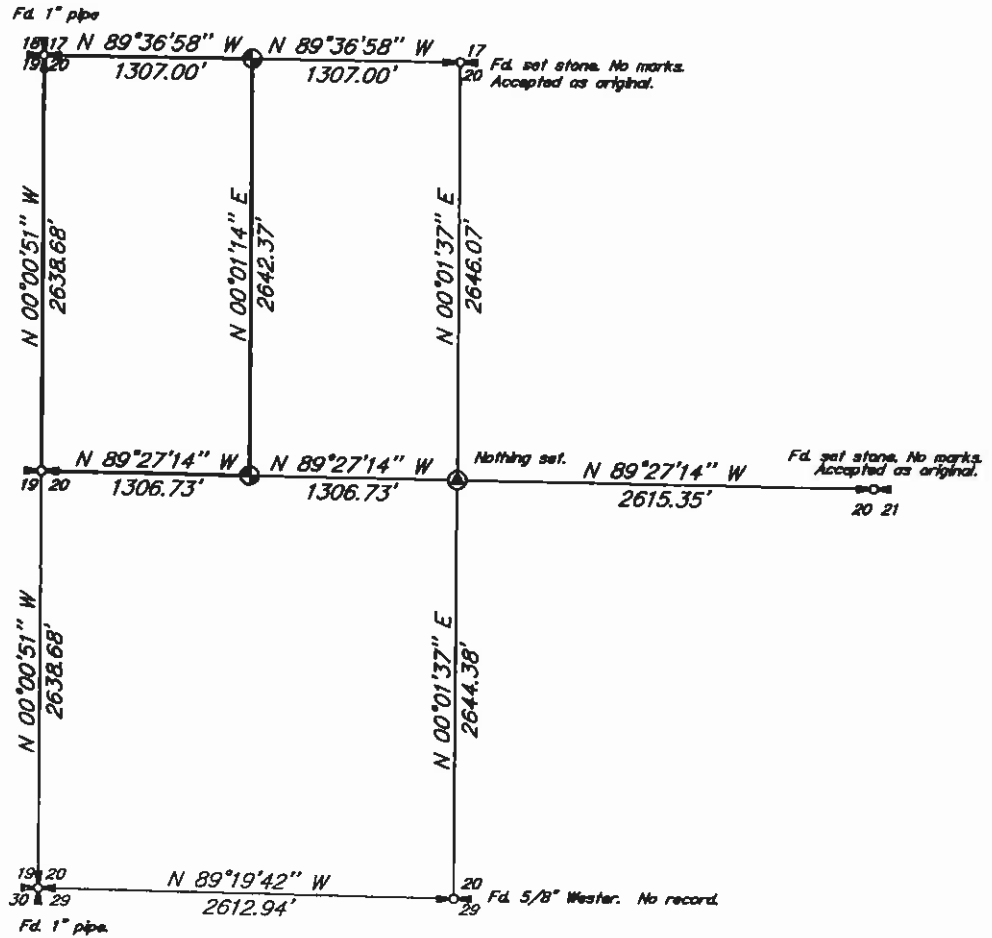 Fd. 1" pipe
18 17
19 20
N 89°36'58" W
1307.00'
N 89°36'58" W
1307.00'
17
20
Fd. set stone. No marks.
Accepted as original.
N 00°00'51" W
2638.68'
N 00°01'14" E
2642.37'
N 00°01'37" E
2646.07'
19 20
N 89°27'14" W
1306.73'
N 89°27'14" W
1306.73'
Nothing set.
N 89°27'14" W
2615.35'
Fd. set stone. No marks.
Accepted as original.
20 21
N 00°00'51" W
2638.68'
N 00°01'37" E
2644.38'
19 20
30 29
Fd. 1" pipe.
N 89°19'42" W
2612.94'
20
29
Fd. 5/8" Wester. No record.